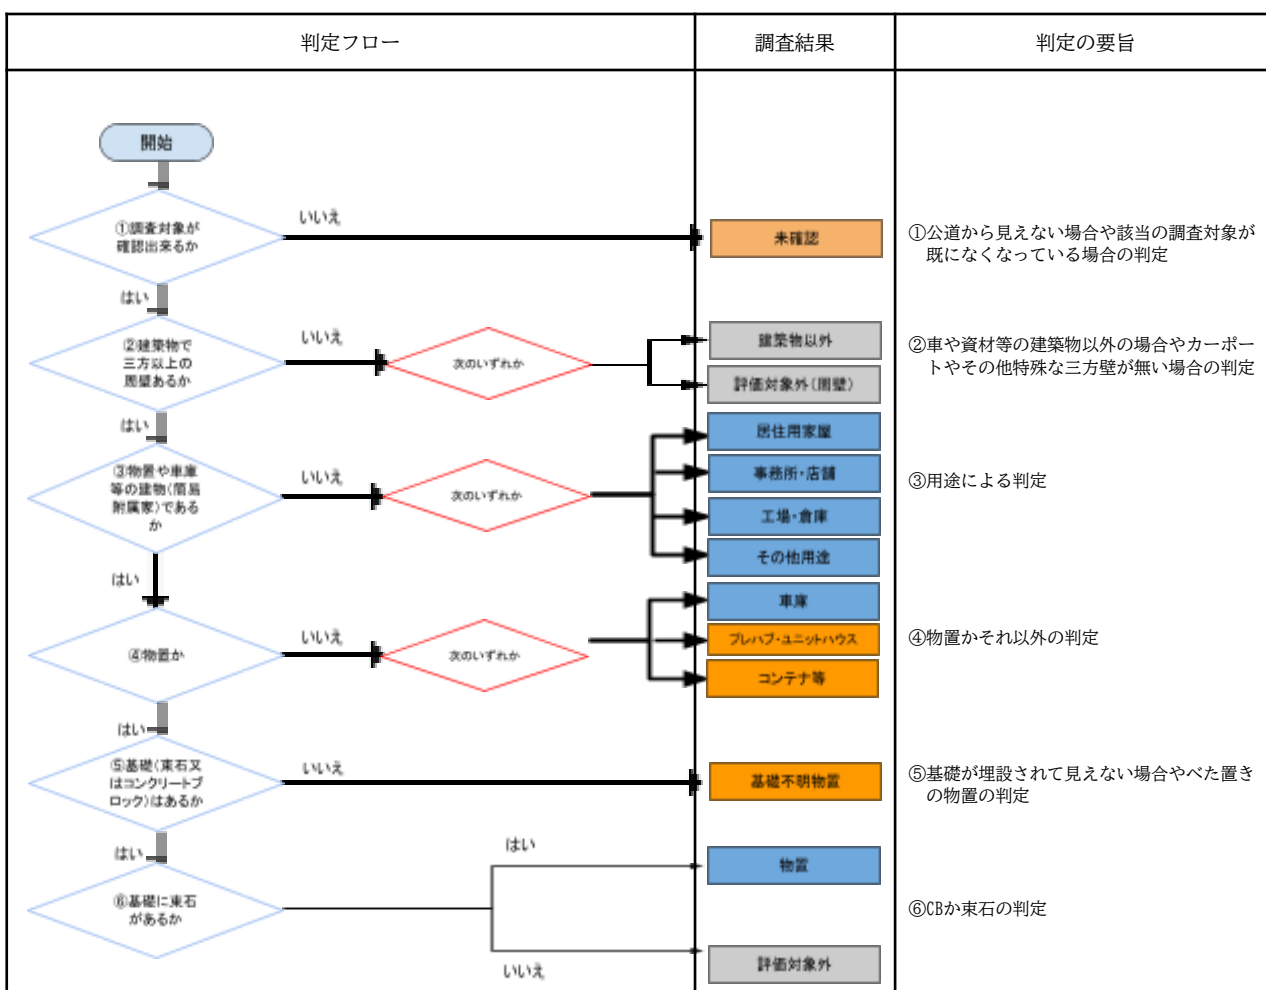 判定フロー
調査結果
判定の要旨
開始
①調査対象が
確認出来るか
いいえ
未確認
①公道から見えない場合や該当の調査対象が
既になくなっている場合の判定
はい
②建築物で
三方以上の
周壁あるか
いいえ
次のいずれか
建築物以外
評価対象外(周壁)
②車や資材等の建築物以外の場合やカーポー
トやその他特殊な三方壁が無い場合の判定
はい
③物置や車庫
等の建物(簡易
附属家)である
か
いいえ
次のいずれか
居住用家屋
事務所・店舗
工場・倉庫
その他用途
③用途による判定
はい
④物置か
いいえ
次のいずれか
車庫
プレハブ・ユニットハウス
コンテナ等
④物置かそれ以外の判定
はい
⑤基礎(束石又
はコンクリートブ
ロック)はあるか
いいえ
基礎不明物置
⑤基礎が埋設されて見えない場合やべた置き
の物置の判定
はい
⑥基礎に束石
があるか
はい
物置
いいえ
評価対象外
⑥CBか束石の判定